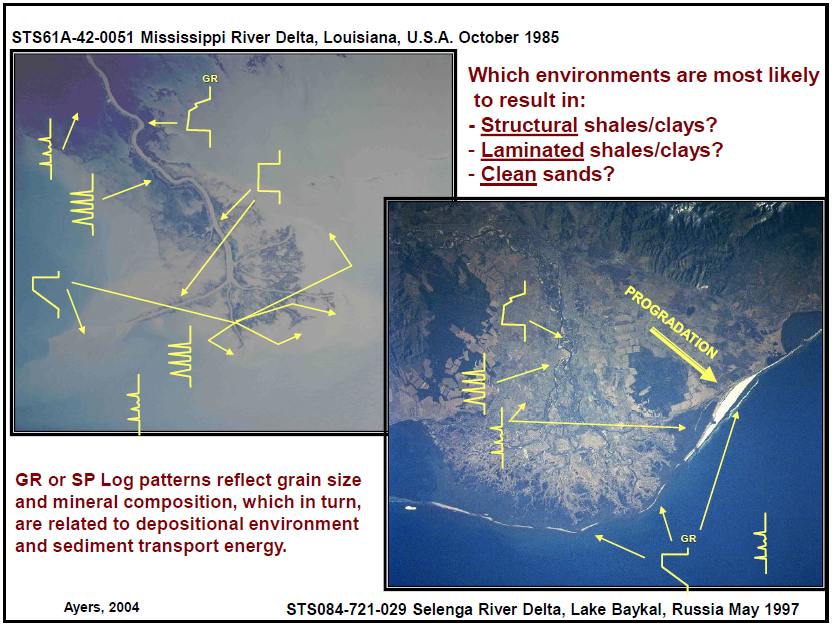 STS61A-42-0051 Mississippi River Delta, Louisiana, U.S.A. October 1985
GR
Which environments are most likely
to result in:
- Structural shales/clays?
- Laminated shales/clays?
- Clean sands?
PROGRADATION
GR or SP Log patterns reflect grain size
and mineral composition, which in turn,
are related to depositional environment
and sediment transport energy.
GR
Ayers, 2004
STS084-721-029 Selenga River Delta, Lake Baykal, Russia May 1997